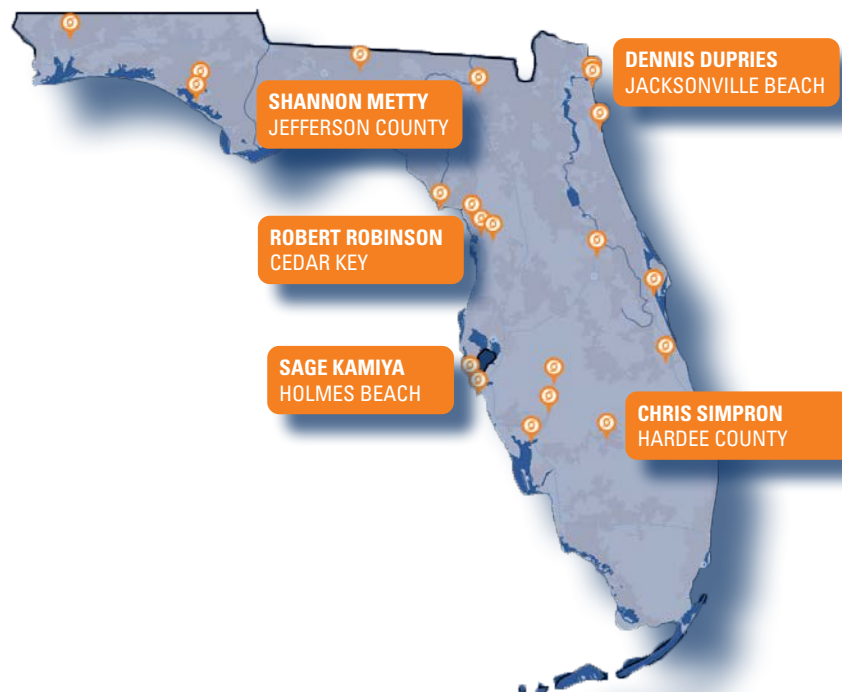 DENNIS DUPRIES
JACKSONVILLE BEACH
SHANNON METTY
JEFFERSON COUNTY
ROBERT ROBINSON
CEDAR KEY
SAGE KAMIYA
HOLMES BEACH
CHRIS SIMPRON
HARDEE COUNTY